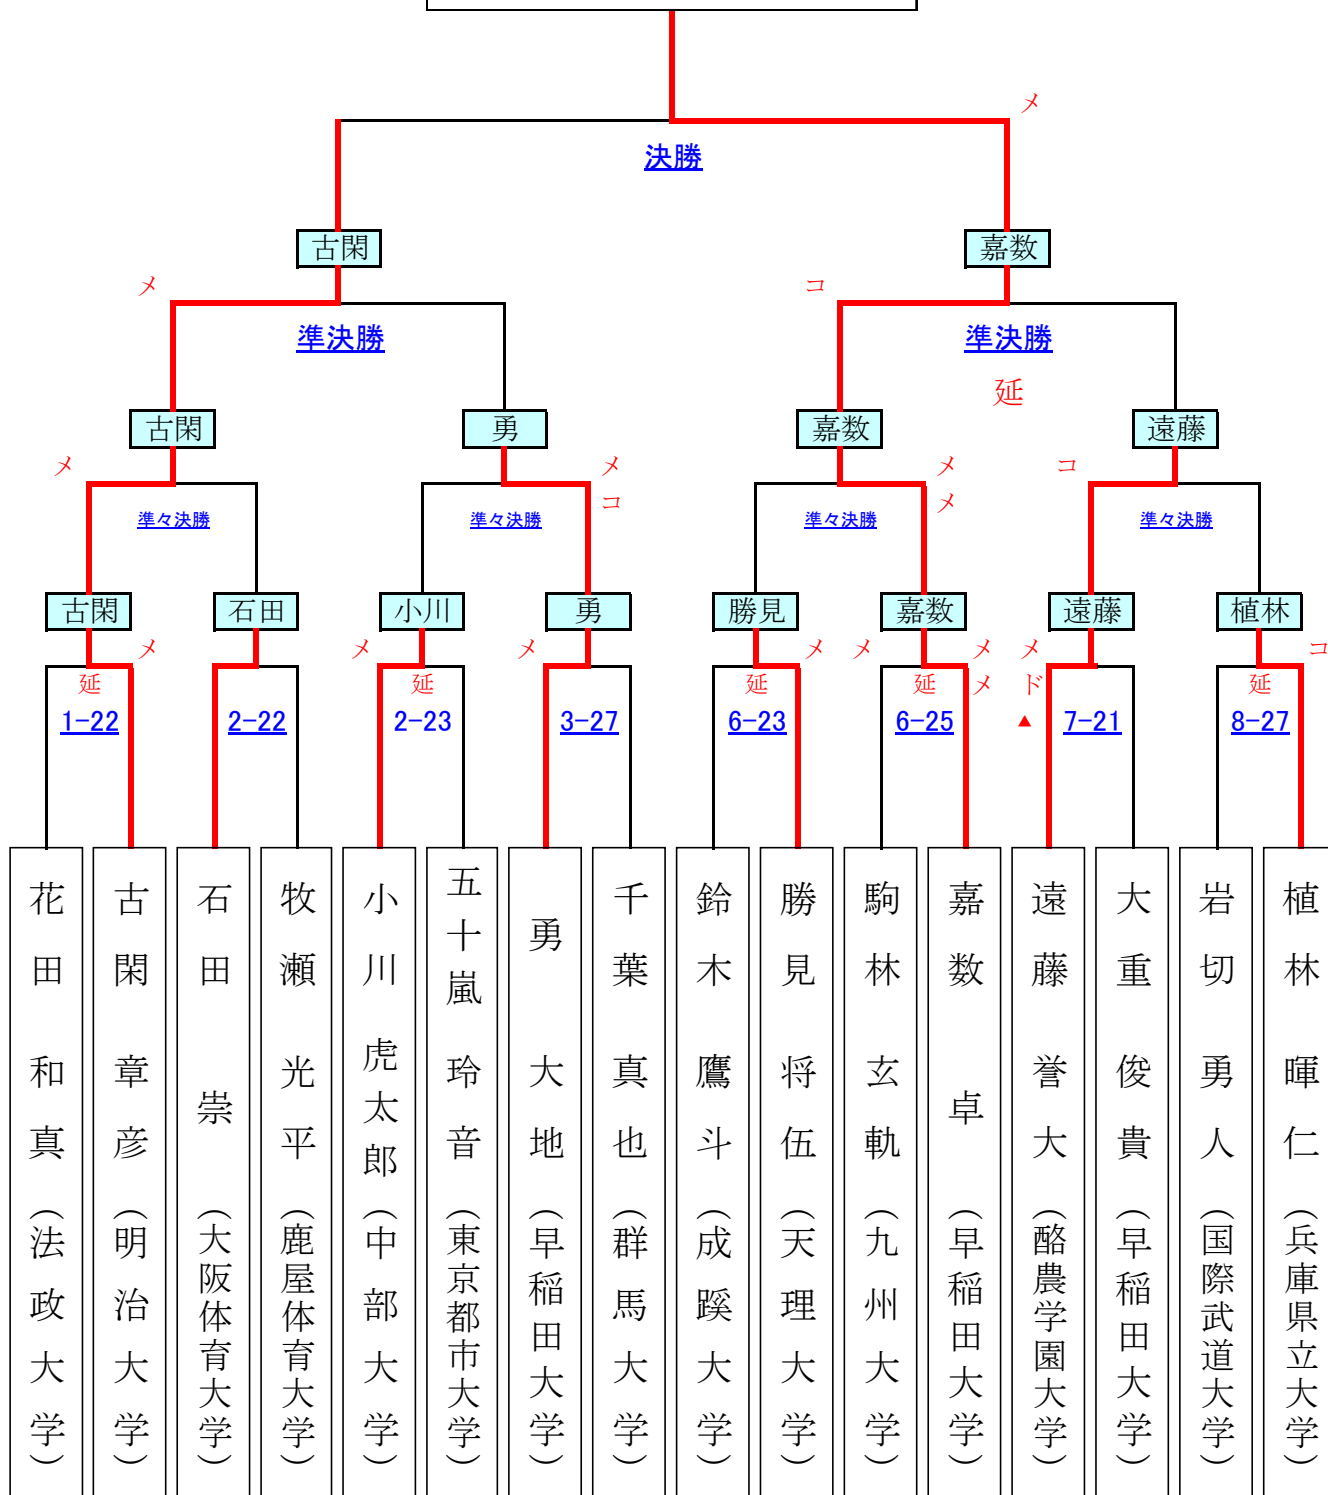 メ
決勝
古閑
嘉数
メ
コ
準決勝
準決勝
延
古閑
勇
嘉数
遠藤
メ
メ
コ
メ
メ
コ
準々決勝
準々決勝
準々決勝
準々決勝
古閑
石田
小川
勇
勝見
嘉数
遠藤
植林
メ
メ
メ
メ
メ
メ
メ
メ
ド
▲
コ
延
延
延
延
延
1-22
2-22
2-23
3-27
6-23
6-25
7-21
8-27
花田 和真(法政大学)
古閑 章彦(明治大学)
石田 崇(大阪体育大学)
牧瀬 光平(鹿屋体育大学)
小川 虎太郎(中部大学)
五十嵐 玲音(東京都市大学)
勇 大地(早稲田大学)
千葉 真也(群馬大学)
鈴木 鷹斗(成蹊大学)
勝見 将伍(天理大学)
駒林 玄軌(九州大学)
嘉数 卓(早稲田大学)
遠藤 誉大(酪農学園大学)
大重 俊貴(早稲田大学)
岩切 勇人(国際武道大学)
植林 暉仁(兵庫県立大学)